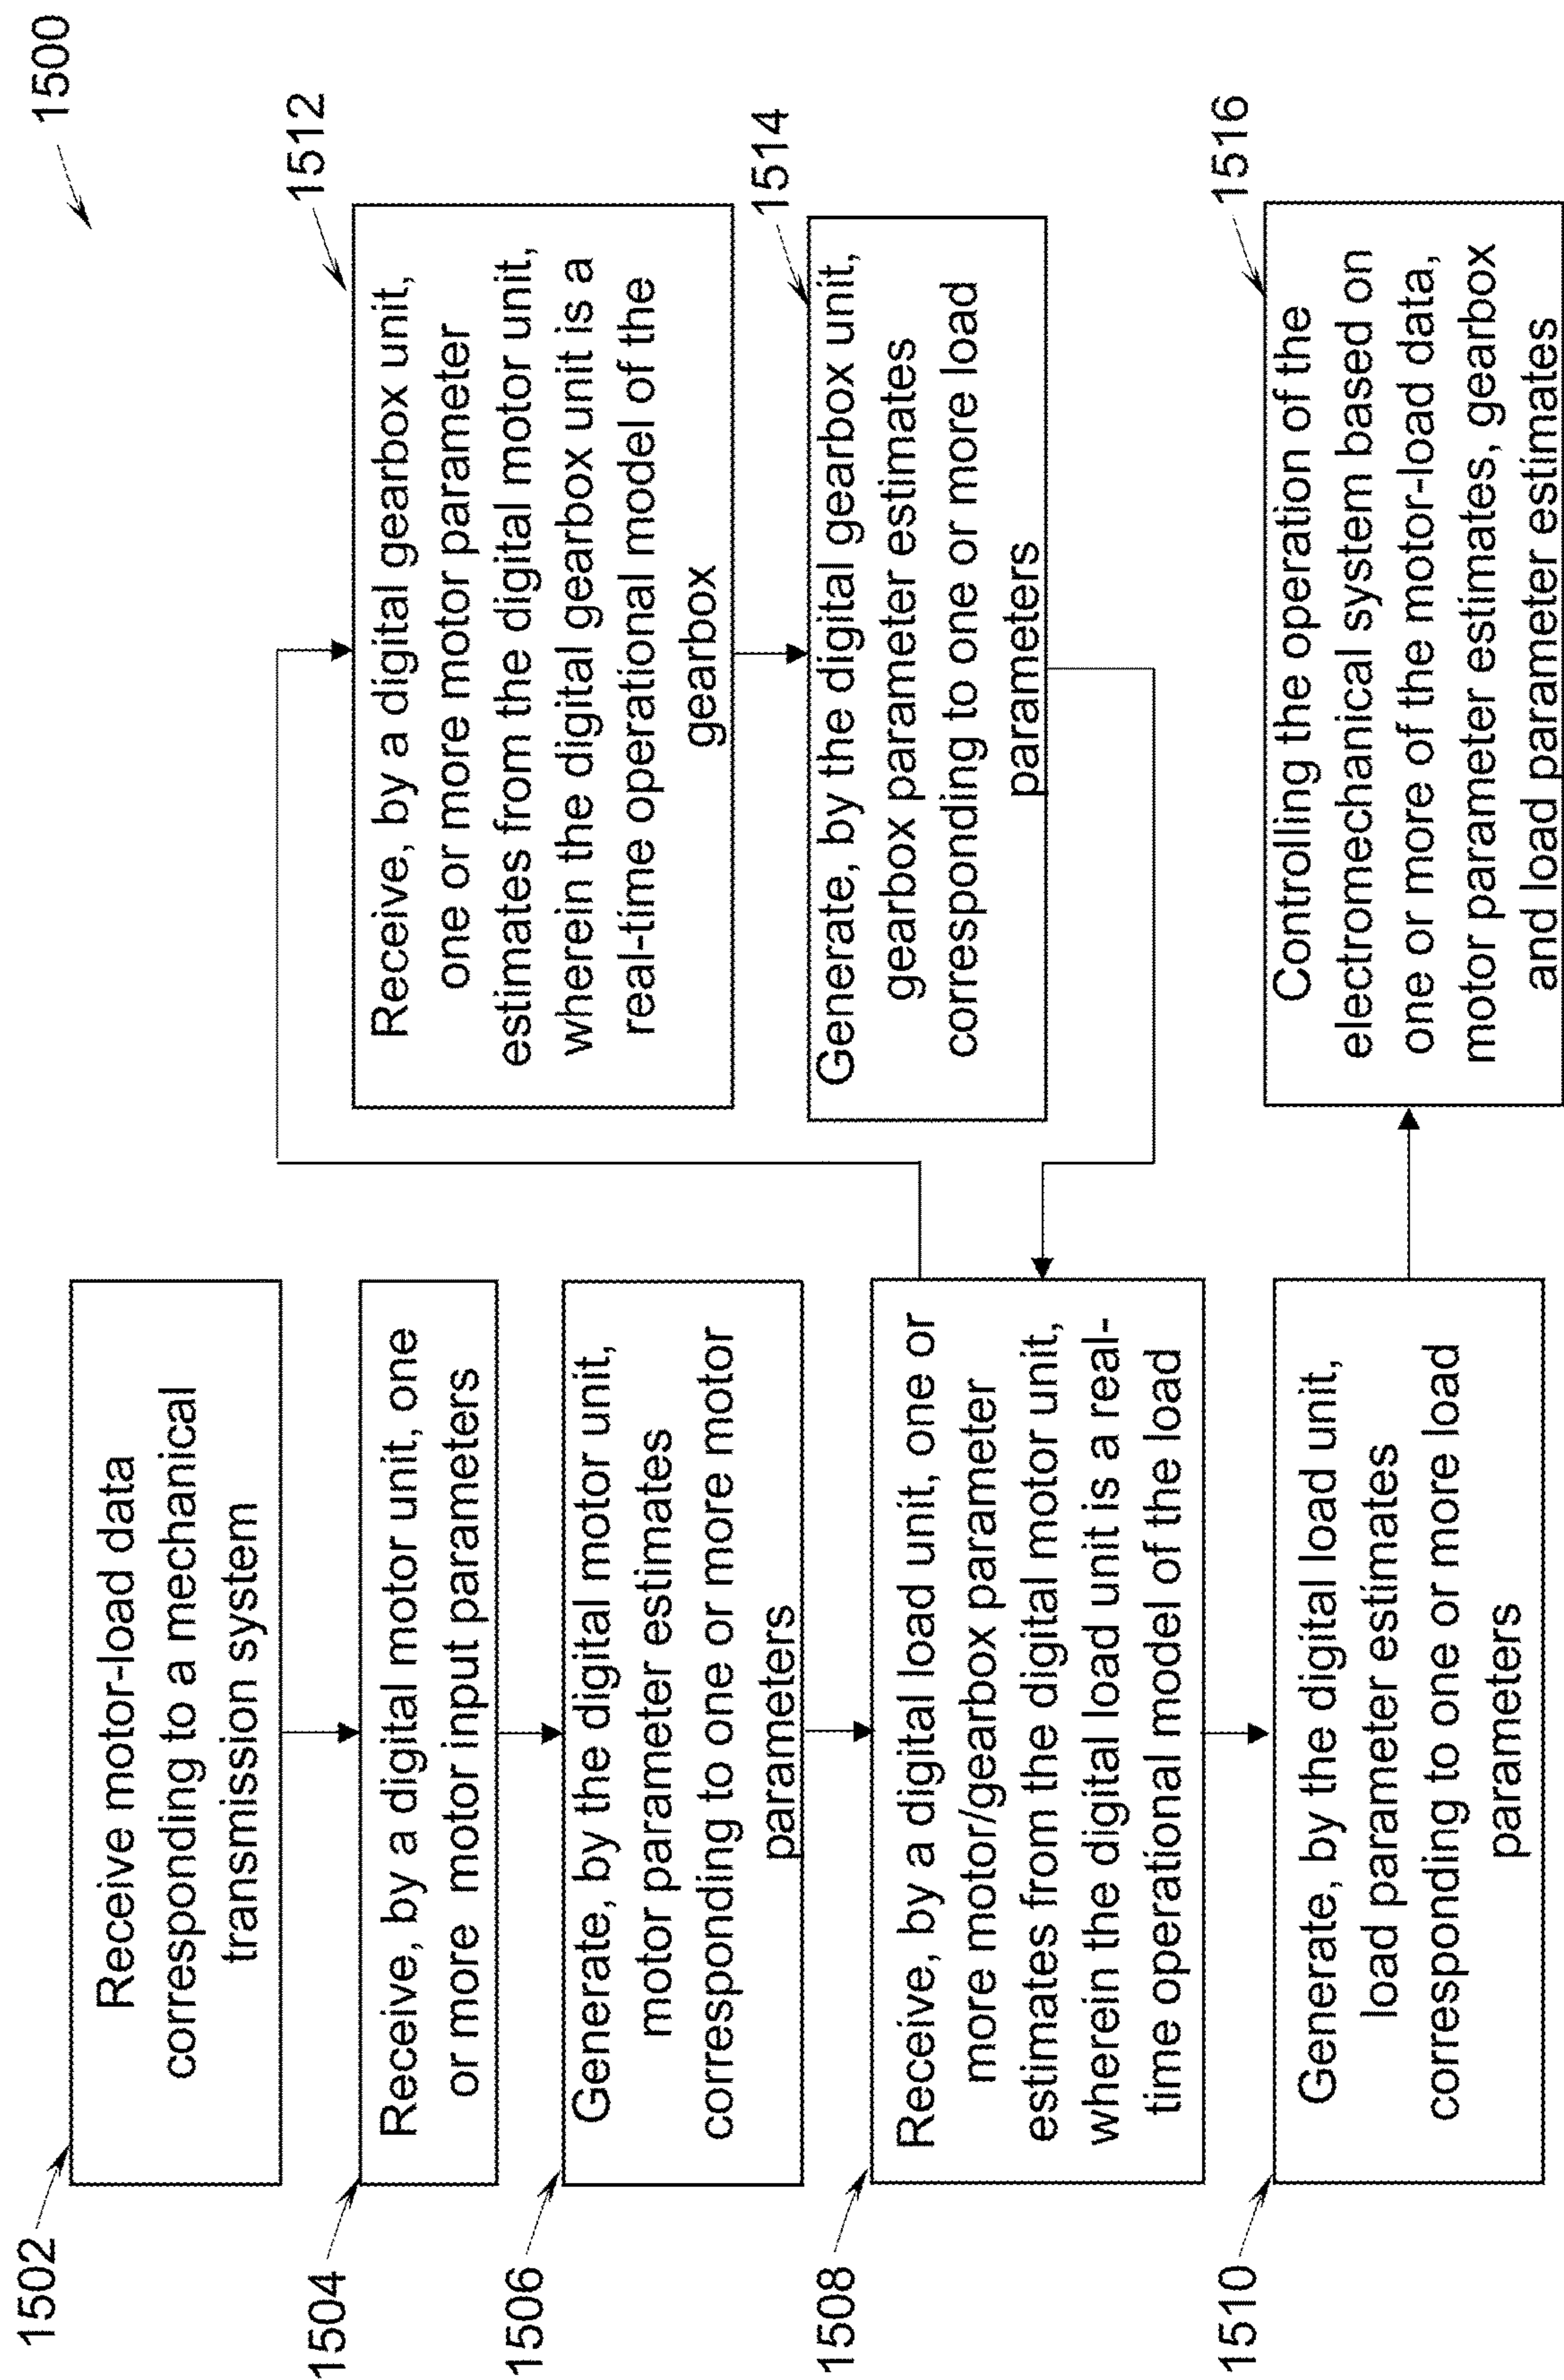 1500
1502
Receive motor-load data
corresponding to a mechanical
transmission system
1504
Receive, by a digital motor unit, one
or more motor input parameters
1506
Generate, by the digital motor unit,
motor parameter estimates
corresponding to one or more motor
parameters
1508
Receive, by a digital load unit, one or
more motor/gearbox parameter
estimates from the digital motor unit,
wherein the digital load unit is a real-
time operational model of the load
1510
Generate, by the digital load unit,
load parameter estimates
corresponding to one or more load
parameters
1512
Receive, by a digital gearbox unit,
one or more motor parameter
estimates from the digital motor unit,
wherein the digital gearbox unit is a
real-time operational model of the
gearbox
1514
Generate, by the digital gearbox unit,
gearbox parameter estimates
corresponding to one or more load
parameters
1516
Controlling the operation of the
electromechanical system based on
one or more of the motor-load data,
motor parameter estimates, gearbox
and load parameter estimates